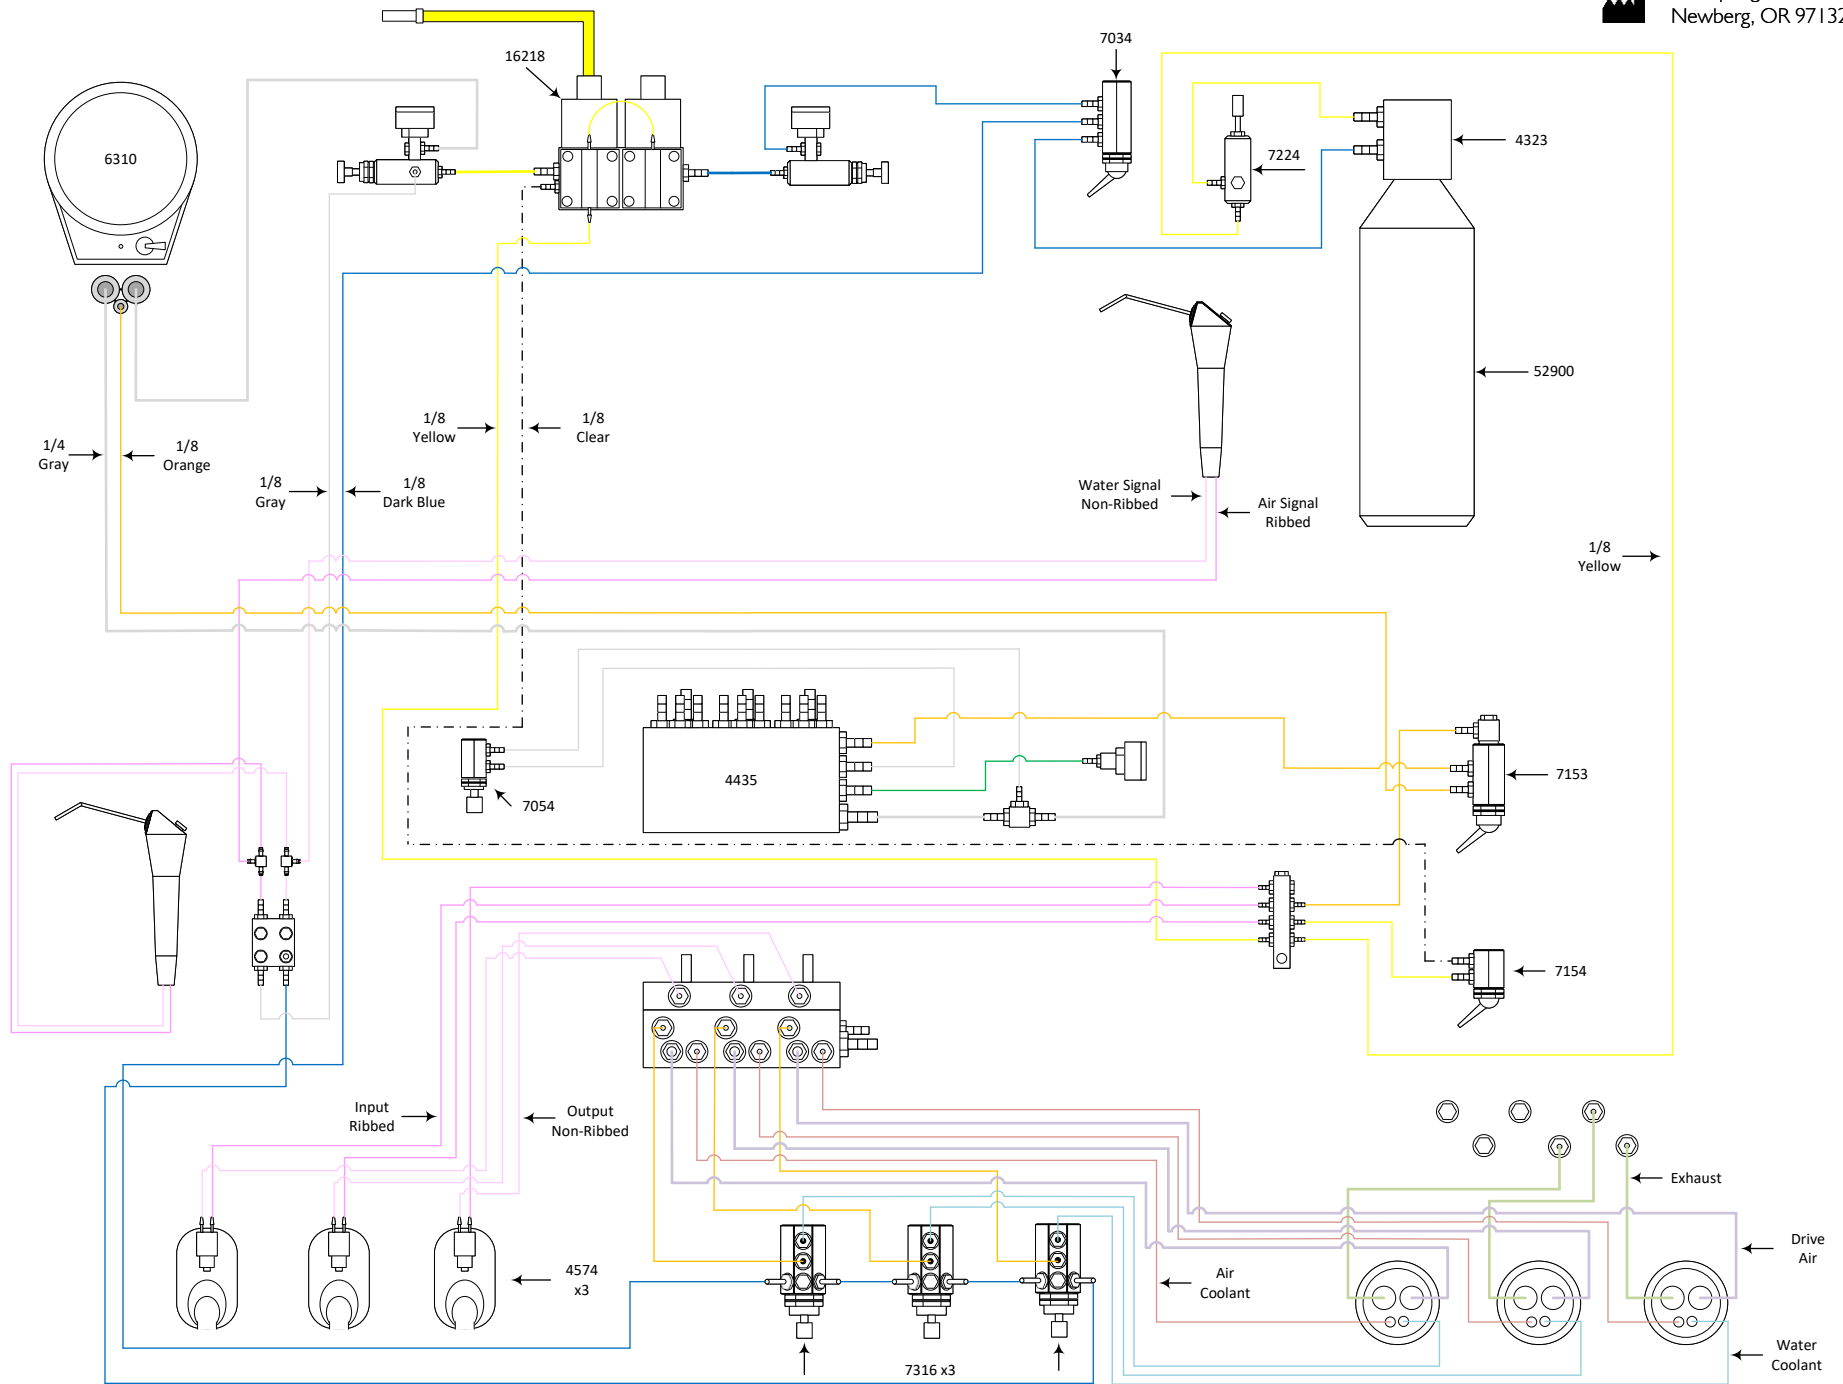 Newberg, OR 97132
7034
16218
6310
7224
4323
52900
1/8
Yellow
1/8
Clear
1/4
Gray
1/8
Orange
1/8
Gray
1/8
Dark Blue
Water Signal
Non-Ribbed
Air Signal
Ribbed
1/8
Yellow
4435
7054
7153
7154
Input
Ribbed
Output
Non-Ribbed
Exhaust
Drive
Air
4574
x3
Air
Coolant
7316 x3
Water
Coolant